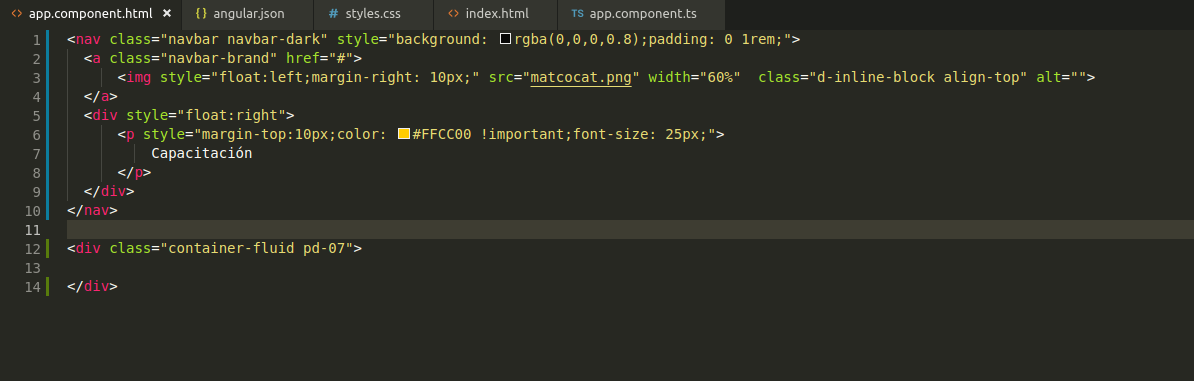 <> app.component.html × {} angular.json # styles.css <> index.html TS app.component.ts
1 <nav class="navbar navbar-dark" style="background: rgba(0,0,0,0.8);padding: 0 1rem;">
2 <a class="navbar-brand" href="#">
3 <img style="float:left;margin-right: 10px;" src="matcocat.png" width="60%"  class="d-inline-block align-top" alt="">
4 </a>
5 <div style="float:right">
6 <p style="margin-top:10px;color: #FFCC00 !important;font-size: 25px;">
7 Capacitación
8 </p>
9 </div>
10 </nav>
11
12 <div class="container-fluid pd-07">
13
14 </div>